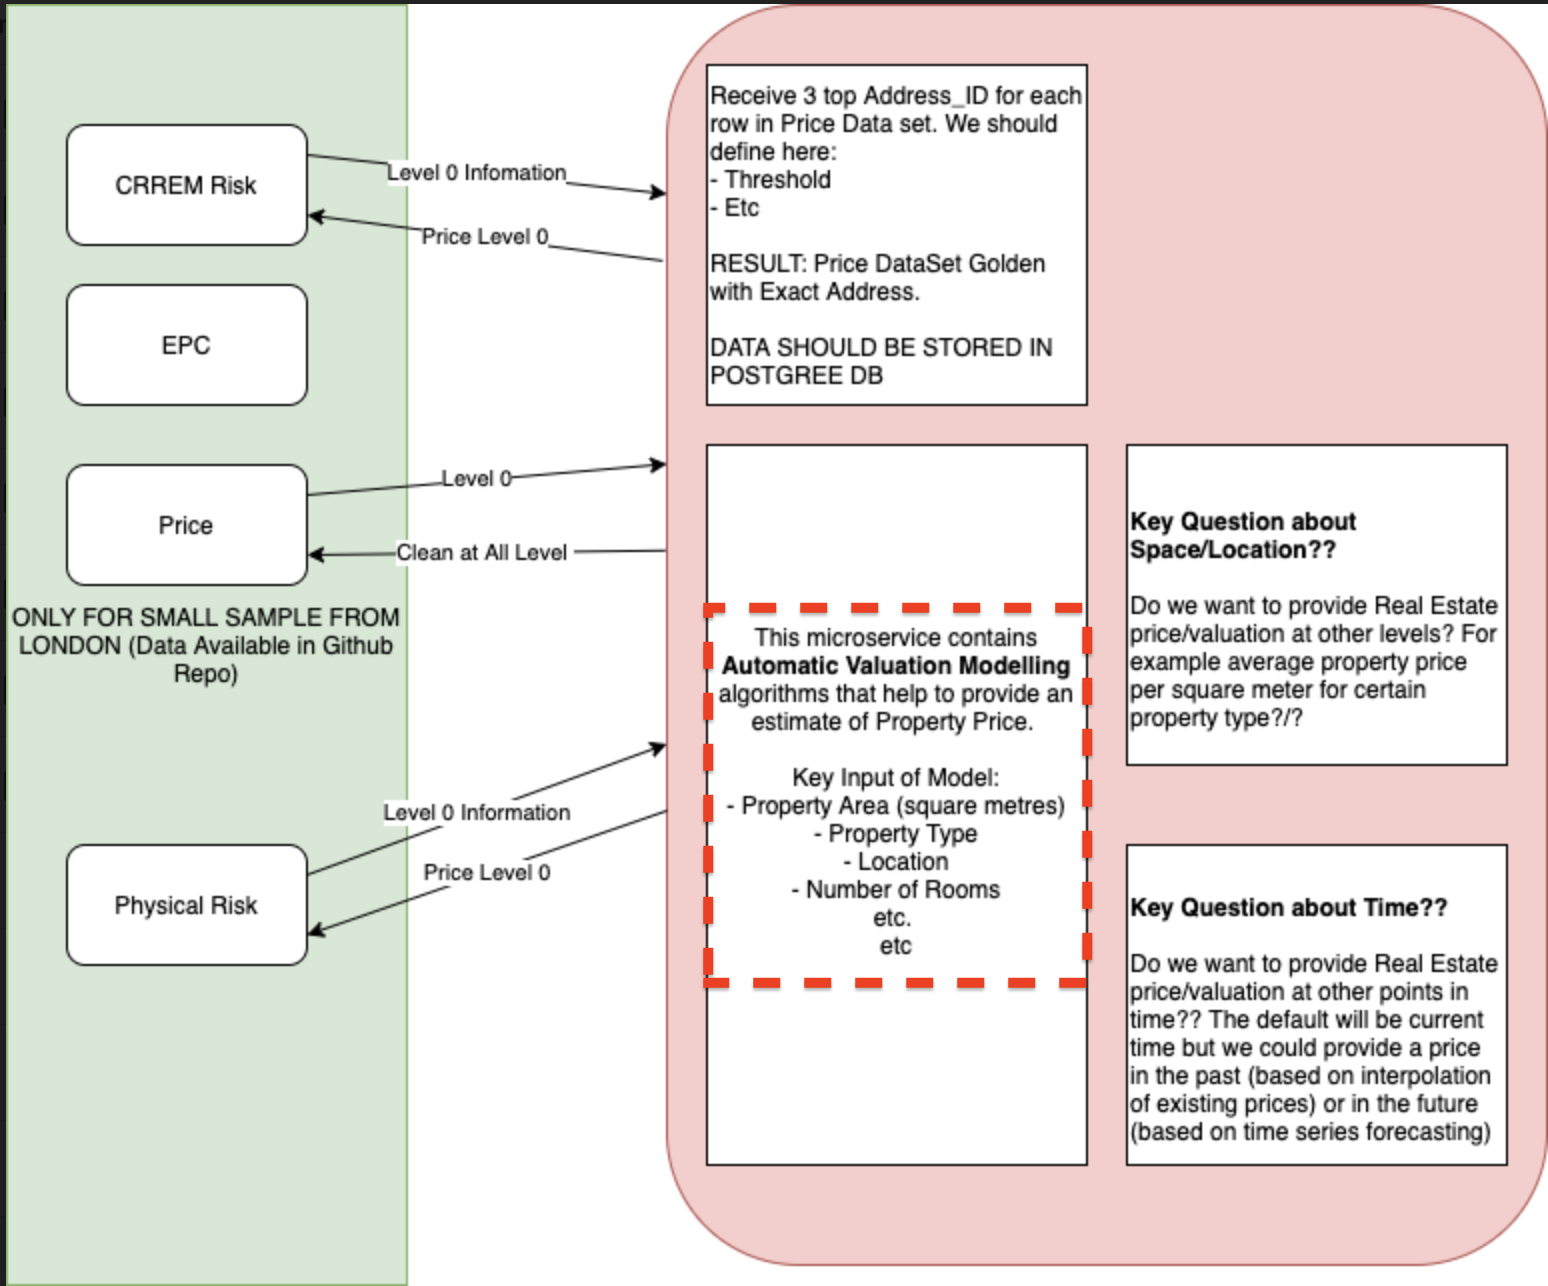 CRREM Risk
Level 0 Infomation
Price Level 0
EPC
Price
Level 0
Clean at All Level
ONLY FOR SMALL SAMPLE FROM
LONDON (Data Available in Github
Repo)
Physical Risk
Level 0 Information
Price Level 0
Receive 3 top Address_ID for each
row in Price Data set. We should
define here:
- Threshold
- Etc
RESULT: Price DataSet Golden
with Exact Address.
DATA SHOULD BE STORED IN
POSTGREE DB
This microservice contains
Automatic Valuation Modelling
algorithms that help to provide an
estimate of Property Price.
Key Input of Model:
- Property Area (square metres)
- Property Type
- Location
- Number of Rooms
etc.
etc
Key Question about
Space/Location??
Do we want to provide Real Estate
price/valuation at other levels? For
example average property price
per square meter for certain
property type?/?
Key Question about Time??
Do we want to provide Real Estate
price/valuation at other points in
time?? The default will be current
time but we could provide a price
in the past (based on interpolation
of existing prices) or in the future
(based on time series forecasting)